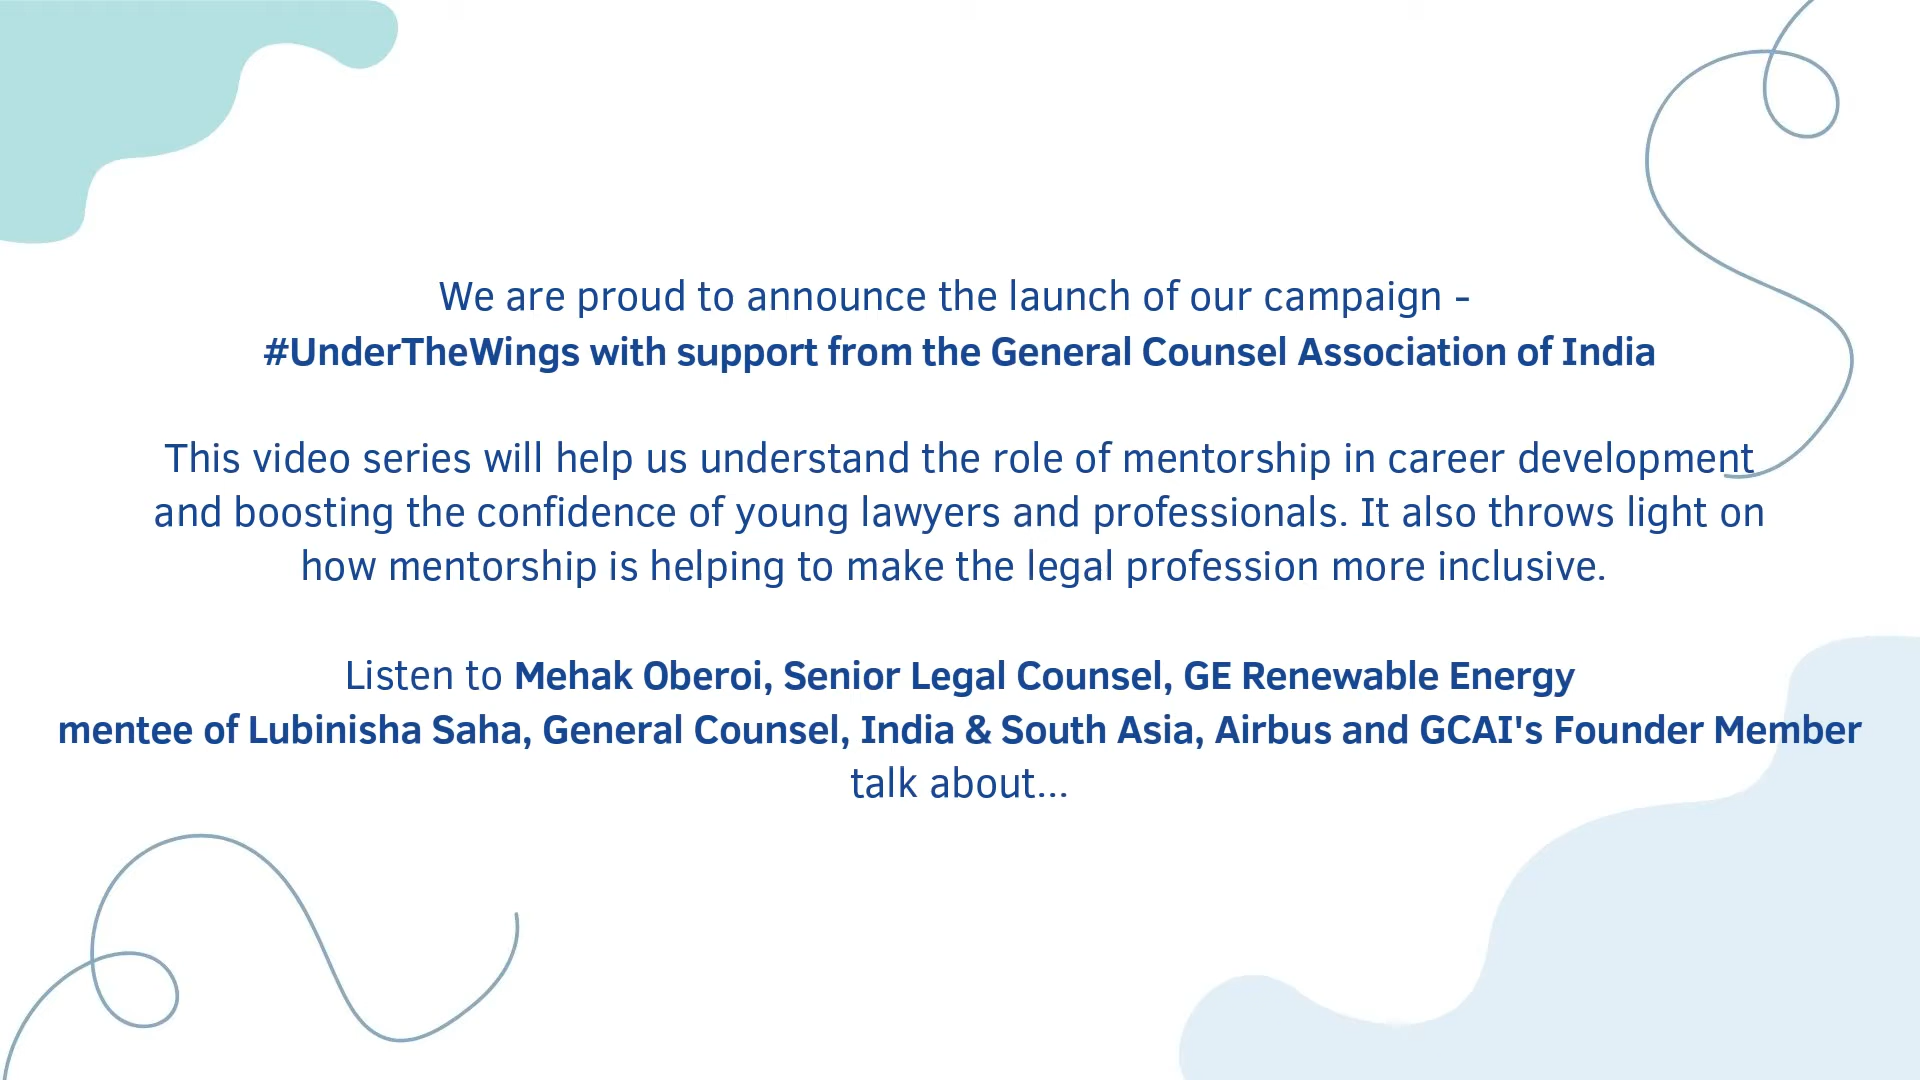 We are proud to announce the launch of our campaign -
#UnderTheWings with support from the General Counsel Association of India
This video series will help us understand the role of mentorship in career development
and boosting the confidence of young lawyers and professionals. It also throws light on
how mentorship is helping to make the legal profession more inclusive.
Listen to Mehak Oberoi, Senior Legal Counsel, GE Renewable Energy
mentee of Lubinisha Saha, General Counsel, India & South Asia, Airbus and GCAI's Founder Member
talk about...